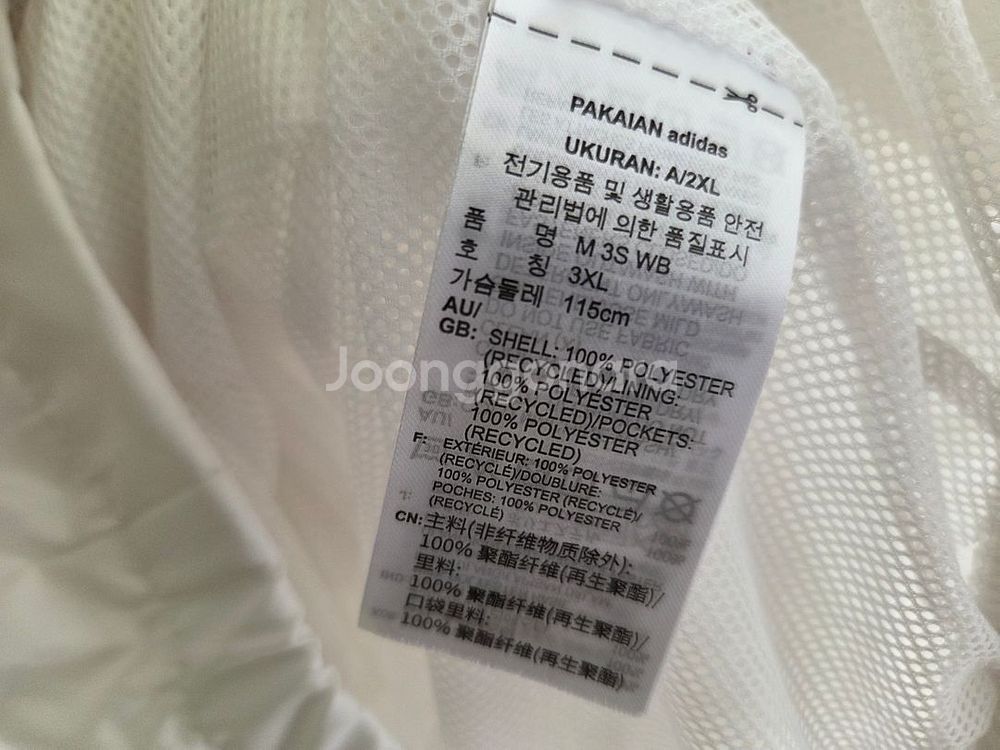 PAKAIAN adidas
UKURAN: A/2XL
전기용품 및 생활용품 안전
관리법에 의한 품질표시
품 명 M 3S WB
호 칭 3XL
가슴둘레 115cm
AU/
GB: SHELL: 100% POLYESTER
(RECYCLED)/LINING:
100% POLYESTER
(RECYCLED)/POCKETS:
100% POLYESTER
(RECYCLED)
F: EXTÉRIEUR: 100% POLYESTER
(RECYCLÉ)/DOUBLURE:
100% POLYESTER (RECYCLÉ)/
POCHES: 100% POLYESTER
(RECYCLÉ)
CN: 主料(非纤维物质除外):
100% 聚酯纤维(再生聚酯)/
里料:
100% 聚酯纤维(再生聚酯)/
口袋里料:
100% 聚酯纤维(再生聚酯)